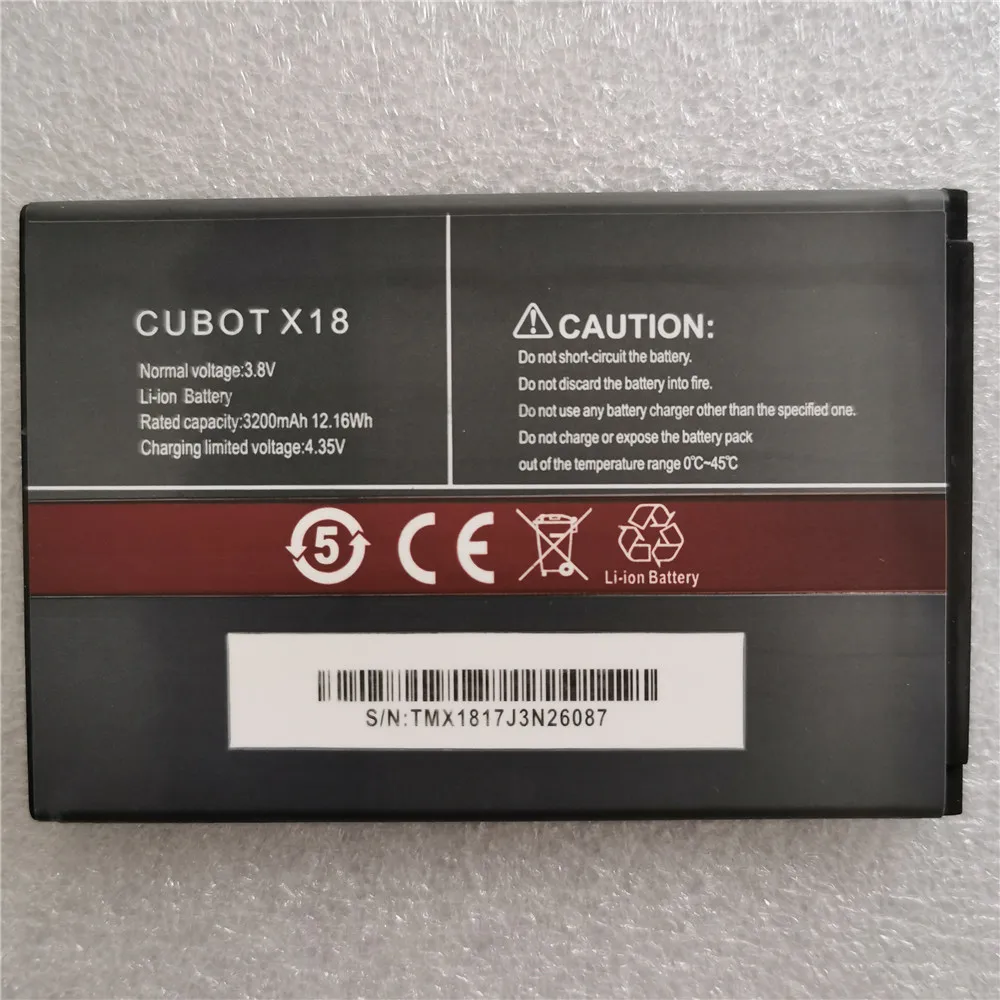 CUBOT X18
Normal voltage:3.8V
Li-ion Battery
Rated capacity:3200mAh 12.16Wh
Charging limited voltage:4.35V
CAUTION:
Do not short-circuit the battery.
Do not discard the battery into fire.
Do not use any battery charger other than the specified one.
Do not charge or expose the battery pack
out of the temperature range 0℃~45℃
5
CE
Li-ion Battery
S/N:TMX1817J3N26087